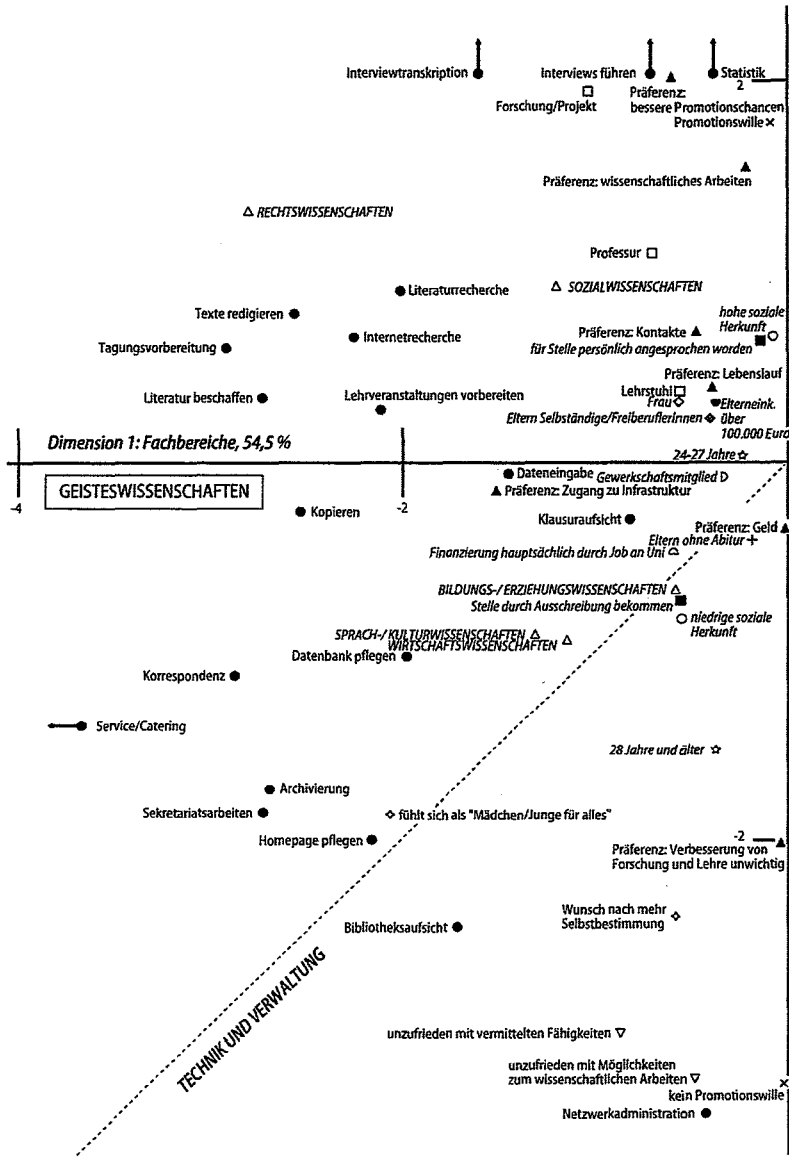 Interviewtranskription
Interviews führen
Statistik
2
Forschung/Projekt
Präferenz:
bessere Promotionschancen
Promotionswille
Präferenz: wissenschaftliches Arbeiten
RECHTSWISSENSCHAFTEN
Professur
SOZIALWISSENSCHAFTEN
Literaturrecherche
Texte redigieren
hohe soziale
Herkunft
Internetrecherche
Präferenz: Kontakte
Tagungsvorbereitung
für Stelle persönlich angesprochen worden
Präferenz: Lebenslauf
Literatur beschaffen
Lehrveranstaltungen vorbereiten
Lehrstuhl
Frau
Elterneink.
über
100.000 Euro
Eltern Selbständige/FreiberuflerInnen
Dimension 1: Fachbereiche, 54,5 %
24-27 Jahre
-4
-2
GEISTESWISSENSCHAFTEN
Dateneingabe
Gewerkschaftsmitglied
Präferenz: Zugang zu Infrastruktur
Kopieren
Klausuraufsicht
Präferenz: Geld
Eltern ohne Abitur
Finanzierung hauptsächlich durch Job an Uni
BILDUNGS-/ ERZIEHUNGSWISSENSCHAFTEN
Stelle durch Ausschreibung bekommen
niedrige soziale
Herkunft
SPRACH-/ KULTURWISSENSCHAFTEN
WIRTSCHAFTSWISSENSCHAFTEN
Datenbank pflegen
Korrespondenz
Service/Catering
28 Jahre und älter
Archivierung
Sekretariatsarbeiten
fühlt sich als "Mädchen/Junge für alles"
Homepage pflegen
-2
Präferenz: Verbesserung von
Forschung und Lehre unwichtig
Wunsch nach mehr
Selbstbestimmung
Bibliotheksaufsicht
TECHNIK UND VERWALTUNG
unzufrieden mit vermittelten Fähigkeiten
unzufrieden mit Möglichkeiten
zum wissenschaftlichen Arbeiten
kein Promotionswille
Netzwerkadministration